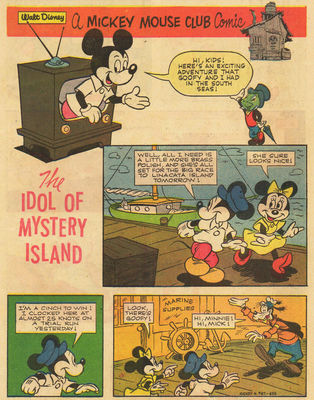 Walt Disney
A MICKEY MOUSE CLUB Comic
HI, KIDS!
HERE'S AN EXCITING
ADVENTURE THAT
GOOFY AND I HAD
IN THE SOUTH
SEAS!
The
IDOL OF
MYSTERY
ISLAND
WELL, ALL I NEED IS
A LITTLE MORE BRASS
POLISH, AND SHE'S ALL
SET FOR THE BIG RACE
TO LINACATA ISLAND
TOMORROW!
SHE SURE
LOOKS NICE!
I'M A CINCH TO WIN!
I CLOCKED HER AT
ALMOST 25 KNOTS ON
A TRIAL RUN
YESTERDAY!
LOOK,
THERE'S
GOOFY!
MARINE
SUPPLIES
HI, MINNIE!
HI, MICK!